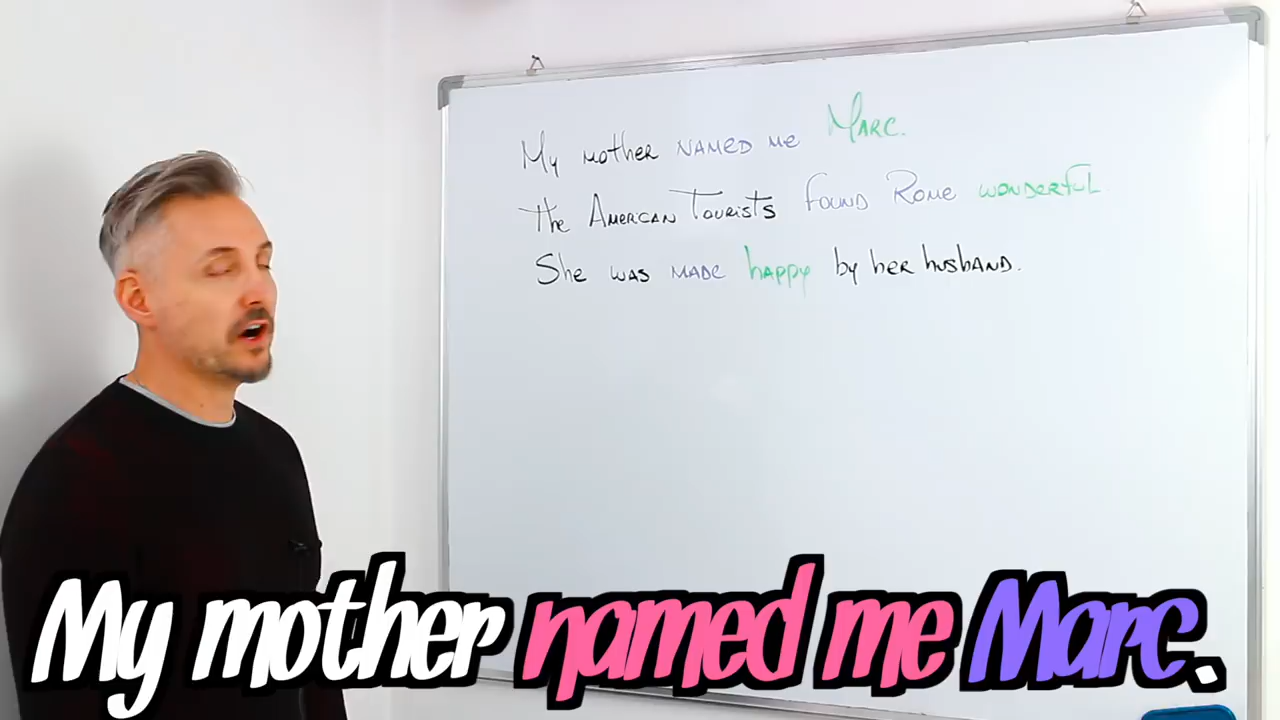 My mother NAMED ME MARC.
the AMERICAN TOURISTS FOUND ROME WONDERFUL
She WAS MADE happy by her husbAND.
My mother named me Marc.